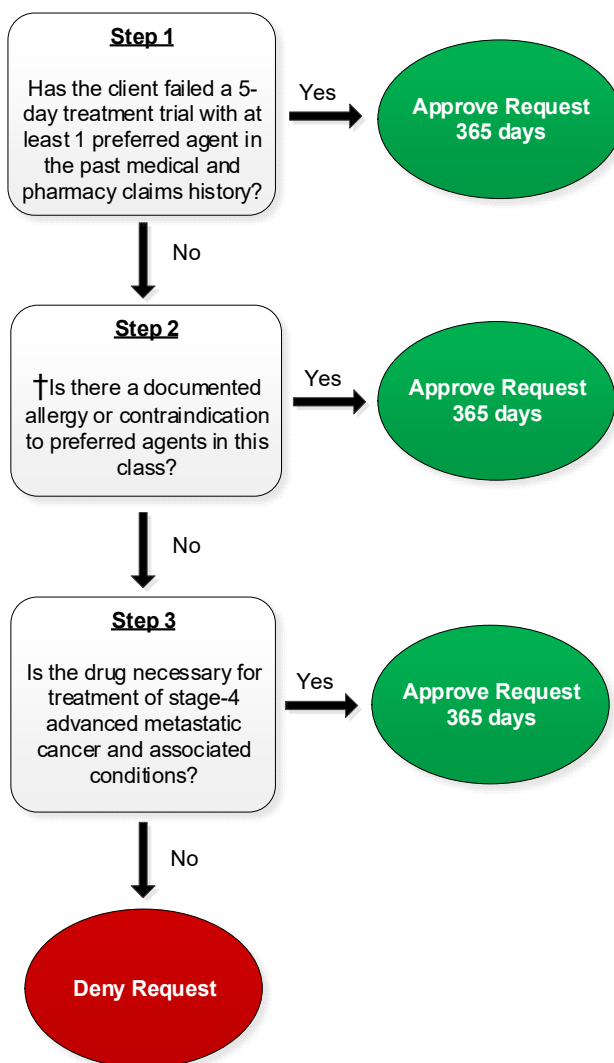 Step 1
Has the client failed a 5-
day treatment trial with at
least 1 preferred agent in
the past medical and
pharmacy claims history?
Yes
Approve Request
365 days
No
Step 2
†Is there a documented
allergy or contraindication
to preferred agents in this
class?
Yes
Approve Request
365 days
No
Step 3
Is the drug necessary for
treatment of stage-4
advanced metastatic
cancer and associated
conditions?
Yes
Approve Request
365 days
No
Deny Request